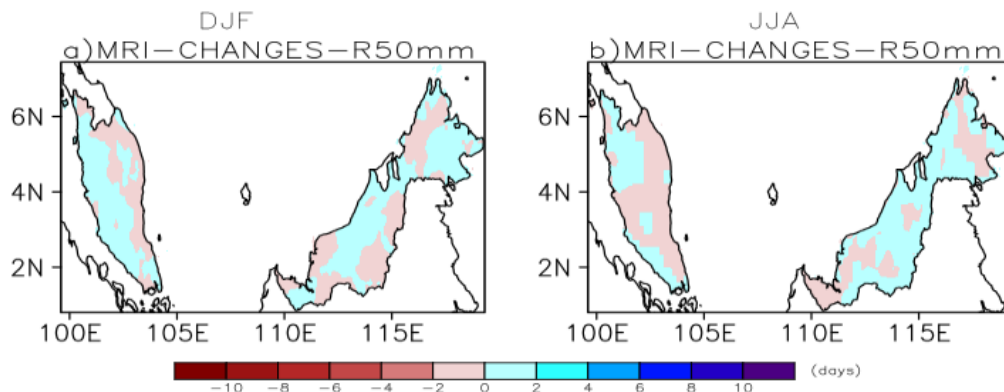 DJF
JJA
a)MRI-CHANGES-R50mm
b)MRI-CHANGES-R50mm
6N
4N
2N
100E 105E 110E 115E
6N
4N
2N
100E 105E 110E 115E
-10 -8 -6 -4 -2 0 2 4 6 8 10 (days)